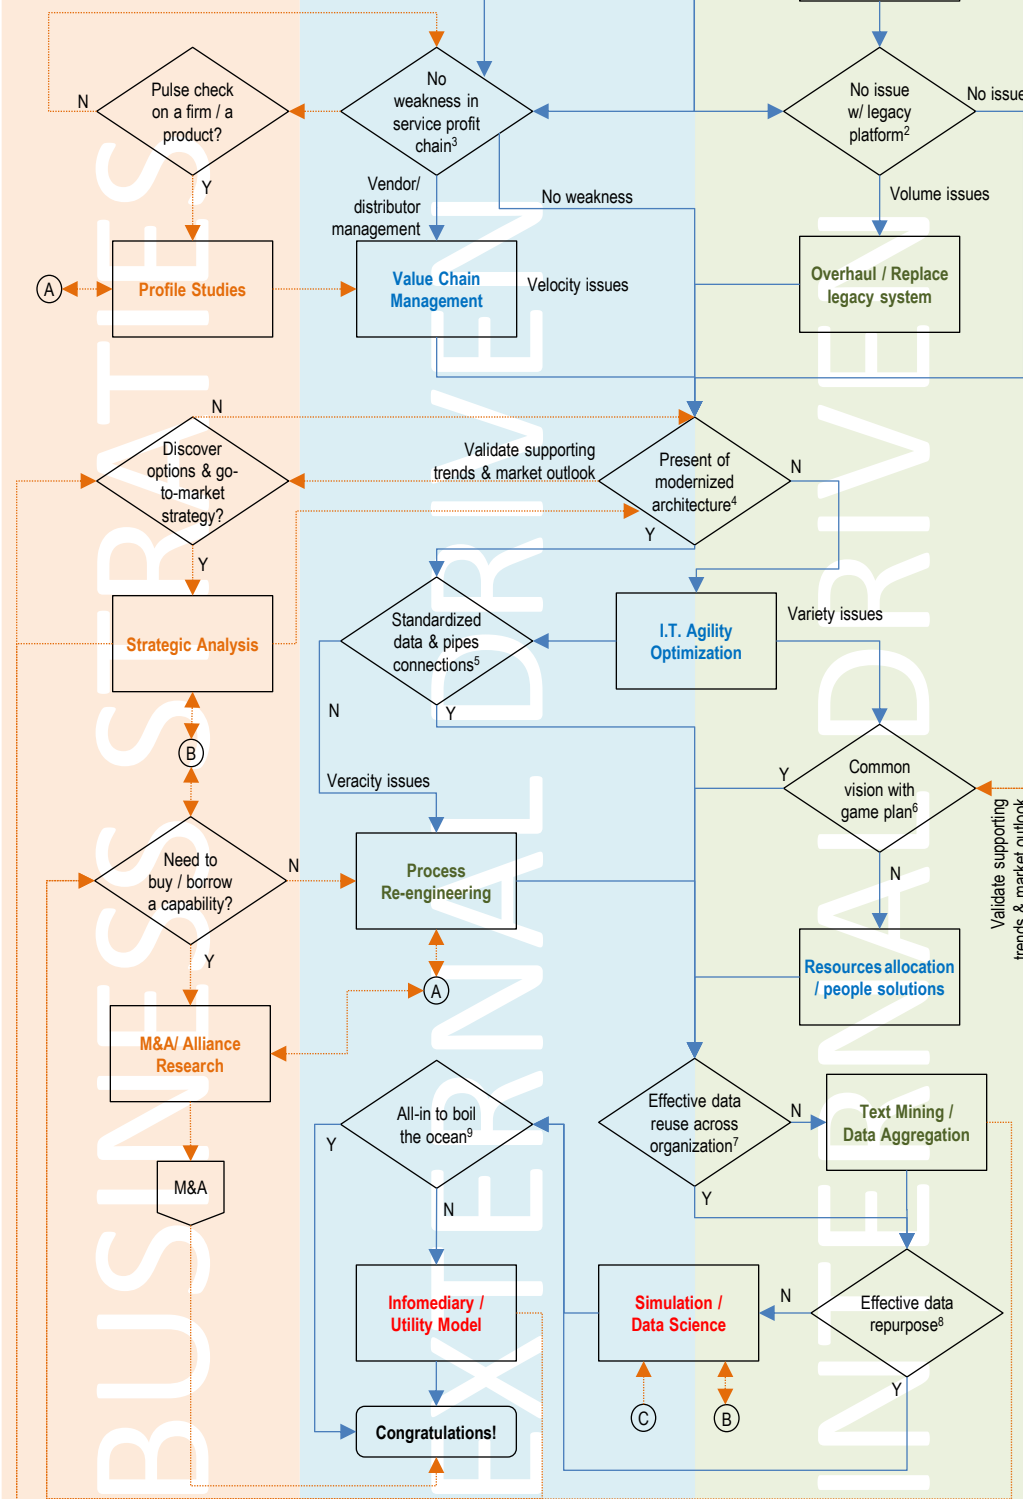 Pulse check
on a firm / a
product?
N
Y
No
weakness in
service profit
chain3
No issue
w/ legacy
platform2
No issue
Vendor/
distributor
management
No weakness
Volume issues
A
Profile Studies
Value Chain
Management
Velocity issues
Overhaul / Replace
legacy system
N
Discover
options & go-
to-market
strategy?
Y
Validate supporting
trends & market outlook
Present of
modernized
architecture4
N
Y
Strategic Analysis
Standardized
data & pipes
connections5
N
Y
I.T. Agility
Optimization
Variety issues
B
Veracity issues
Y
Common
vision with
game plan6
N
Validate supporting
trends & market outlook
Need to
buy / borrow
a capability?
N
Y
Process
Re-engineering
A
Resources allocation
/ people solutions
M&A/ Alliance
Research
M&A
All-in to boil
the ocean9
Y
N
Effective data
reuse across
organization7
N
Y
Text Mining /
Data Aggregation
Infomediary /
Utility Model
Simulation /
Data Science
N
Effective data
repurpose8
Y
C
B
Congratulations!
BUSINESS STRATEGIES
EXTERNAL DRIVEN
INTERNAL DRIVEN